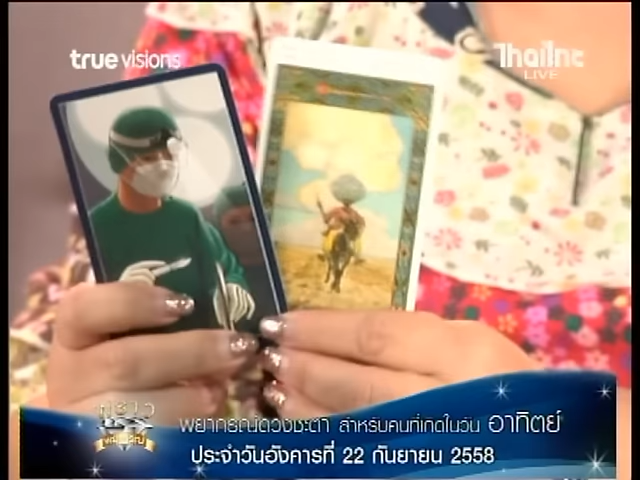 true visions
ThaiTHE
LIVE
พยากรณ์ดวงชะตา สำหรับคนที่เกิดในวัน อาทิตย์
ประจำวันอังคารที่ 22 กันยายน 2558